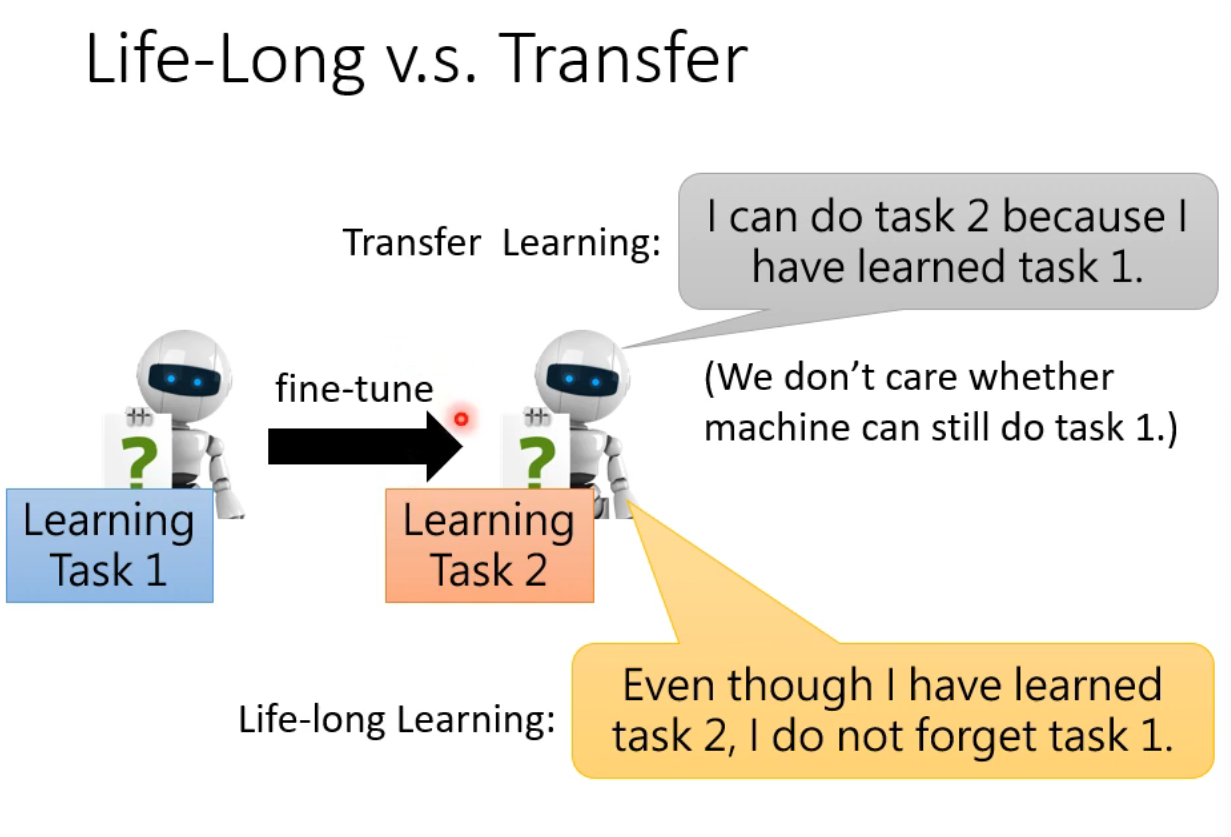 Life-Long v.s. Transfer
Transfer Learning:
I can do task 2 because I
have learned task 1.
fine-tune
(We don’t care whether
machine can still do task 1.)
?
?
Learning
Task 1
Learning
Task 2
Life-long Learning:
Even though I have learned
task 2, I do not forget task 1.